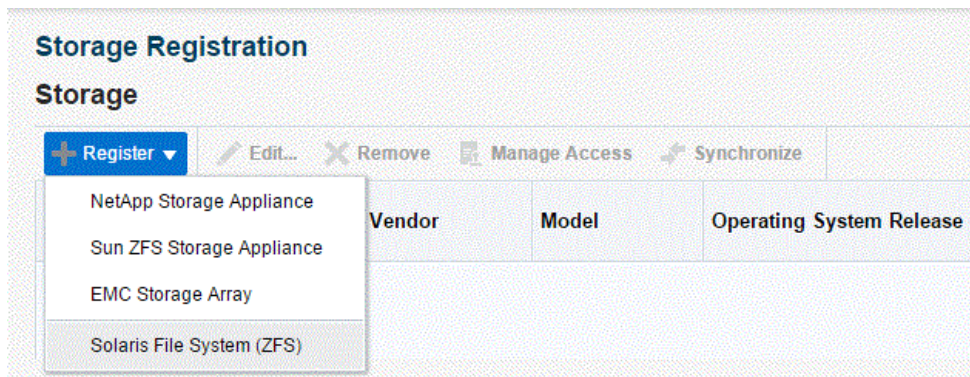 Storage Registration
Storage
Register Edit... Remove Manage Access Synchronize
NetApp Storage Appliance
Vendor Model Operating System Release
Sun ZFS Storage Appliance
EMC Storage Array
Solaris File System (ZFS)